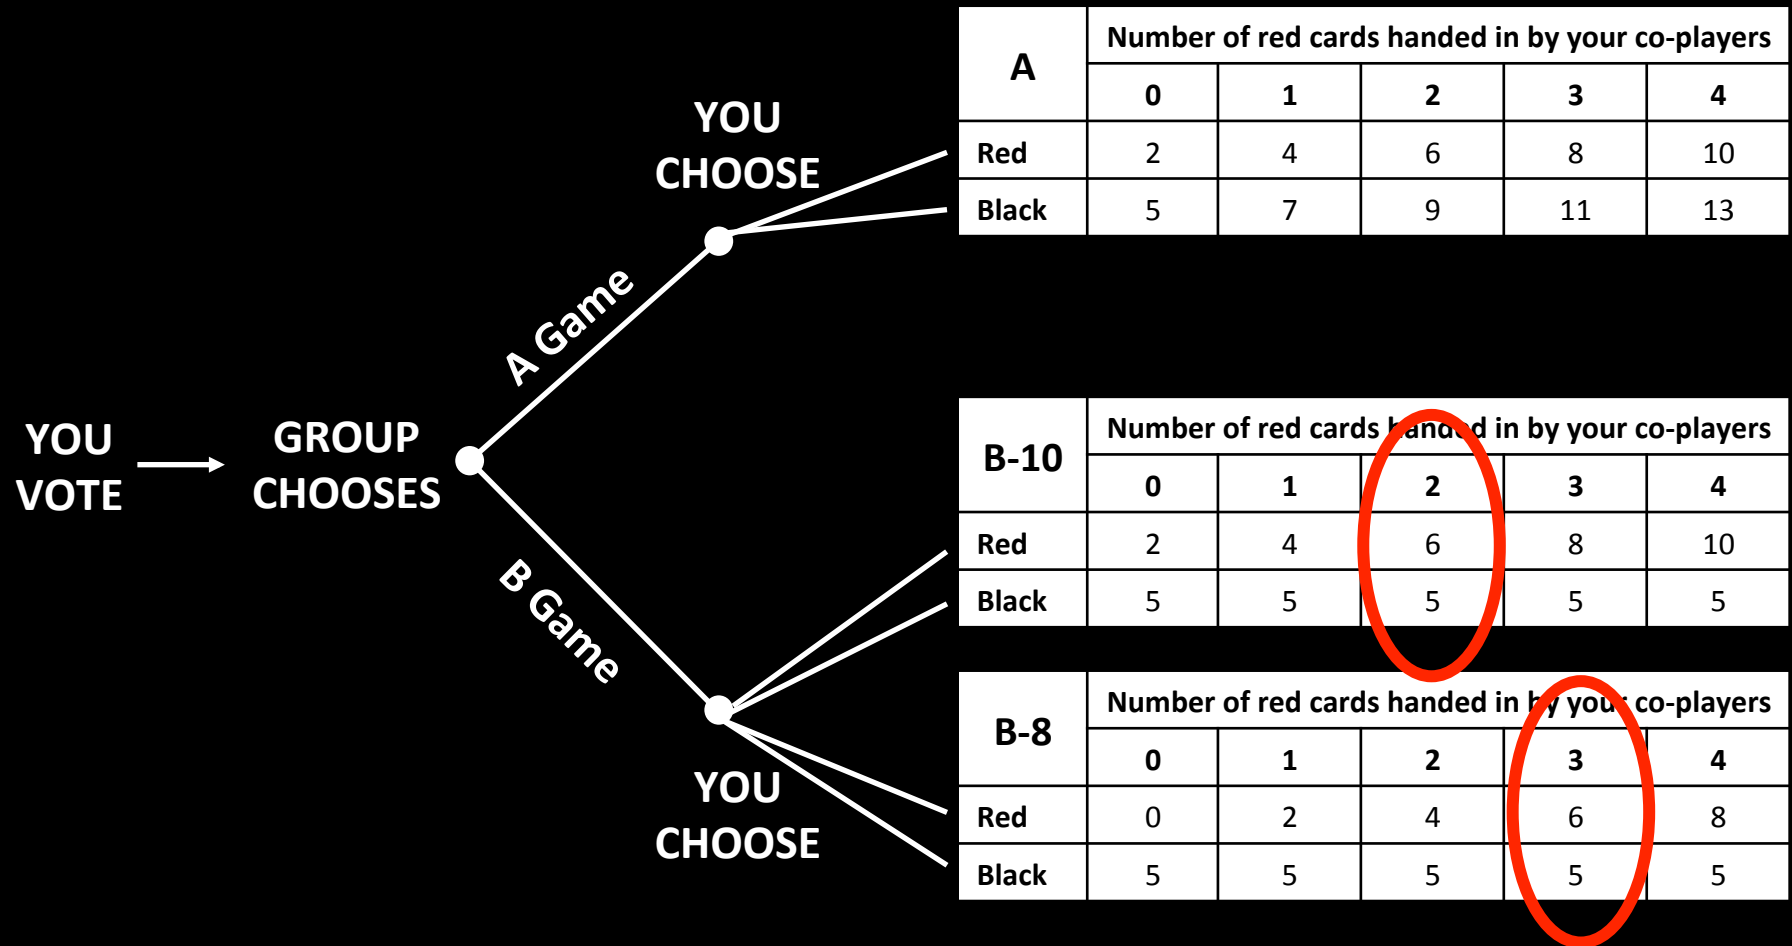 YOU
VOTE
GROUP
CHOOSES
A Game
B Game
YOU
CHOOSE
A
Number of red cards handed in by your co-players
0 1 2 3 4
Red 2 4 6 8 10
Black 5 7 9 11 13
B-10
Number of red cards handed in by your co-players
0 1 2 3 4
Red 2 4 6 8 10
Black 5 5 5 5 5
YOU
CHOOSE
B-8
Number of red cards handed in by your co-players
0 1 2 3 4
Red 0 2 4 6 8
Black 5 5 5 5 5